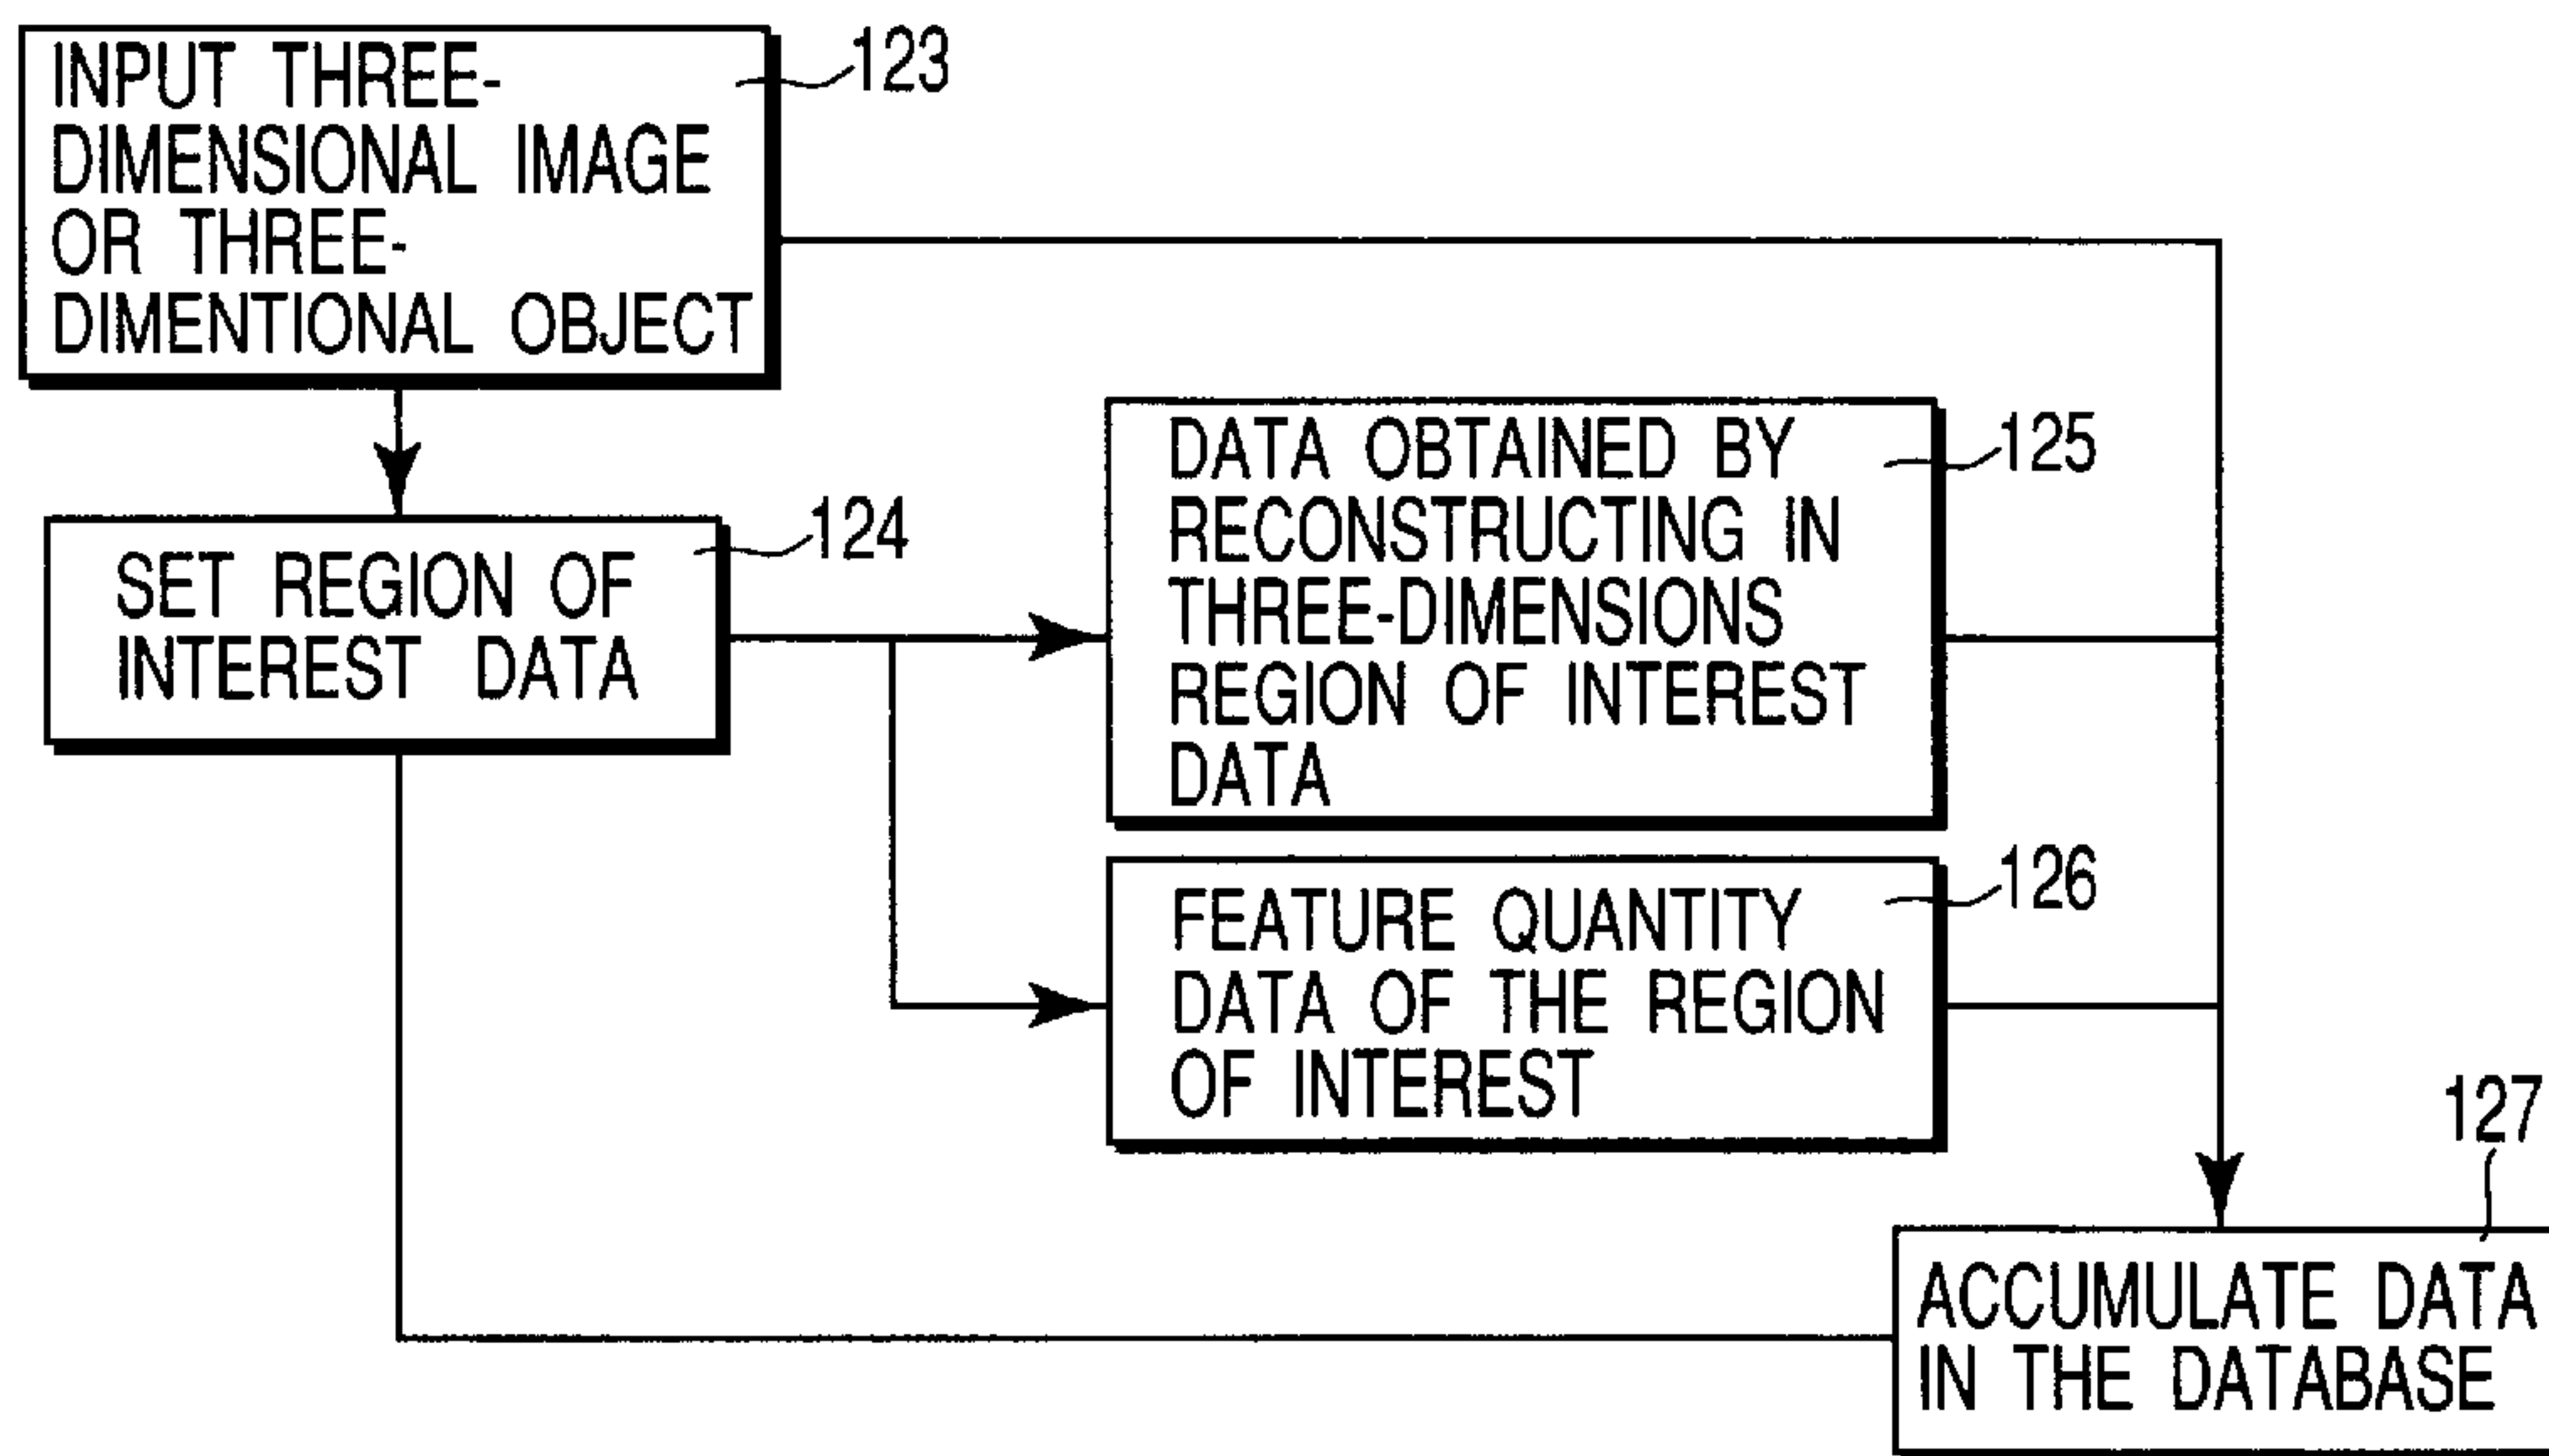 INPUT THREE-
DIMENSIONAL IMAGE
OR THREE-
DIMENTIONAL OBJECT
123
SET REGION OF
INTEREST DATA
124
DATA OBTAINED BY
RECONSTRUCTING IN
THREE-DIMENSIONS
REGION OF INTEREST
DATA
125
FEATURE QUANTITY
DATA OF THE REGION
OF INTEREST
126
127
ACCUMULATE DATA
IN THE DATABASE